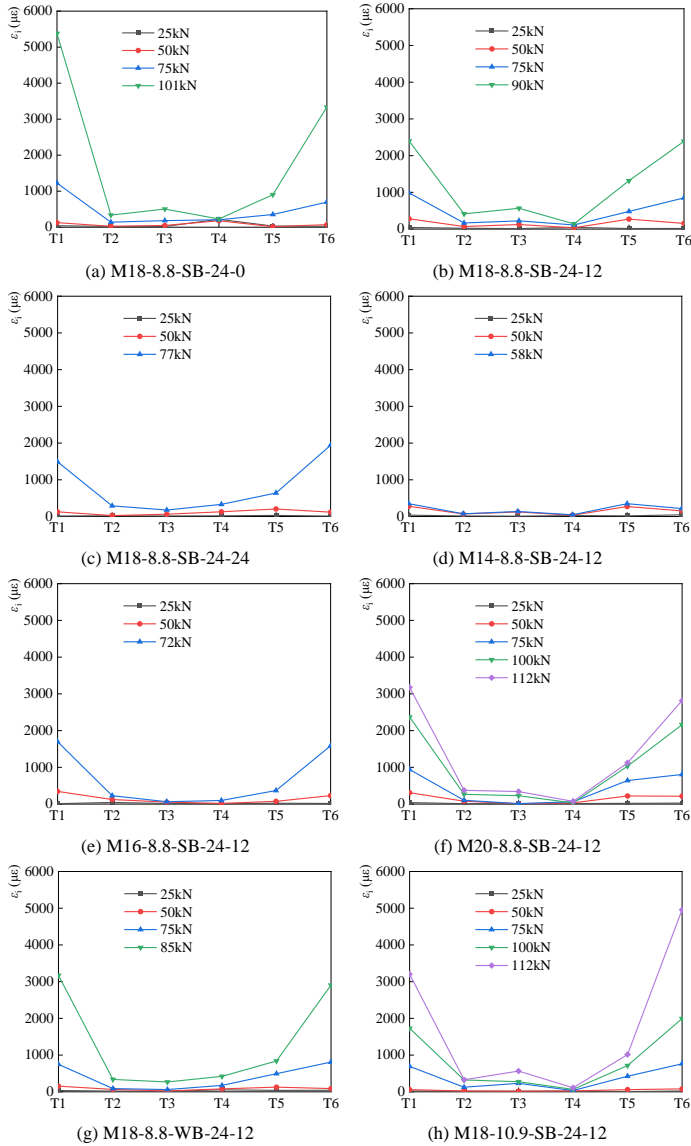 6000
5000
4000
3000
2000
1000
0
εi (με)
25kN
50kN
75kN
101kN
T1 T2 T3 T4 T5 T6
(a) M18-8.8-SB-24-0
6000
5000
4000
3000
2000
1000
0
εi (με)
25kN
50kN
75kN
90kN
T1 T2 T3 T4 T5 T6
(b) M18-8.8-SB-24-12
6000
5000
4000
3000
2000
1000
0
εi (με)
25kN
50kN
77kN
T1 T2 T3 T4 T5 T6
(c) M18-8.8-SB-24-24
6000
5000
4000
3000
2000
1000
0
εi (με)
25kN
50kN
58kN
T1 T2 T3 T4 T5 T6
(d) M14-8.8-SB-24-12
6000
5000
4000
3000
2000
1000
0
εi (με)
25kN
50kN
72kN
T1 T2 T3 T4 T5 T6
(e) M16-8.8-SB-24-12
6000
5000
4000
3000
2000
1000
0
εi (με)
25kN
50kN
75kN
100kN
112kN
T1 T2 T3 T4 T5 T6
(f) M20-8.8-SB-24-12
6000
5000
4000
3000
2000
1000
0
εi (με)
25kN
50kN
75kN
85kN
T1 T2 T3 T4 T5 T6
(g) M18-8.8-WB-24-12
6000
5000
4000
3000
2000
1000
0
εi (με)
25kN
50kN
75kN
100kN
112kN
T1 T2 T3 T4 T5 T6
(h) M18-10.9-SB-24-12